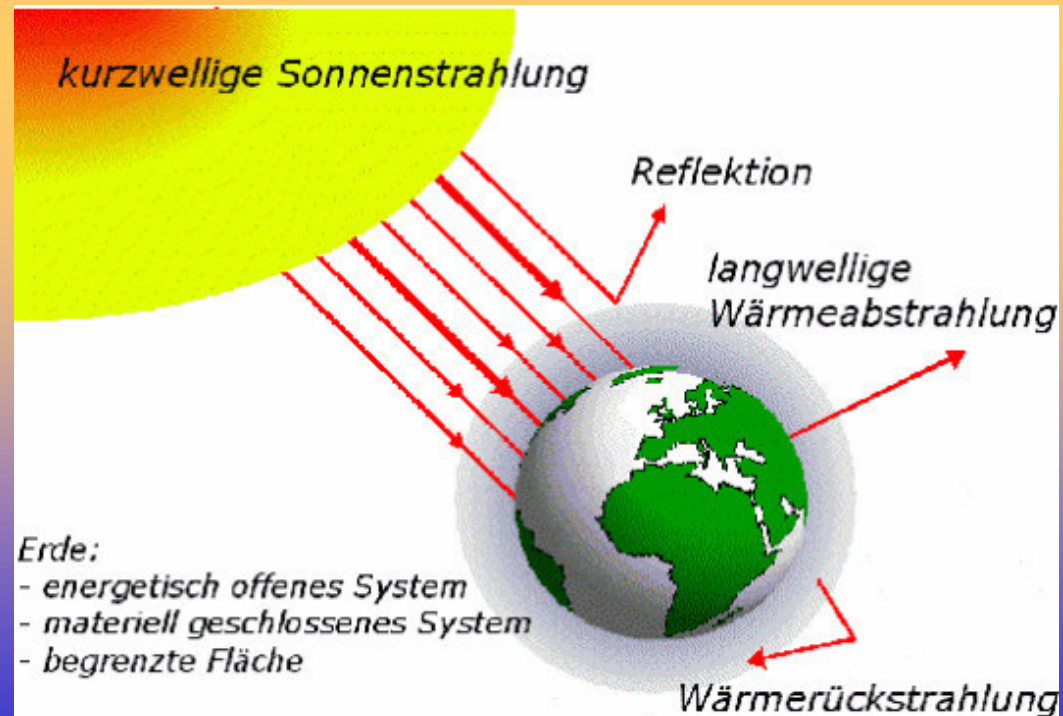 kurzwellige Sonnenstrahlung
Reflektion
langwellige
Wärmeabstrahlung
Erde:
- energetisch offenes System
- materiell geschlossenes System
- begrenzte Fläche
Wärmerückstrahlung